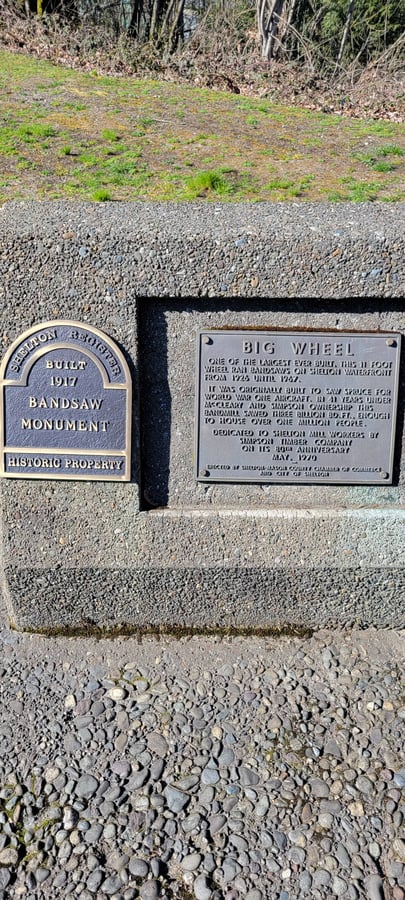 SHELTON REGISTER
BUILT
1917
BANDSAW
MONUMENT
HISTORIC PROPERTY
BIG WHEEL
ONE OF THE LARGEST EVER BUILT, THIS 11 FOOT
WHEEL RAN BANDSAWS ON SHELTON WATERFRONT
FROM 1926 UNTIL 1967.
IT WAS ORIGINALLY BUILT TO SAW SPRUCE FOR
WORLD WAR ONE AIRCRAFT. IN 41 YEARS UNDER
MCCLEARY AND SIMPSON OWNERSHIP THIS
BANDMILL SAWED THREE BILLION BD.FT. ENOUGH
TO HOUSE OVER ONE MILLION PEOPLE.
DEDICATED TO SHELTON MILL WORKERS BY
SIMPSON TIMBER COMPANY
ON ITS 80TH ANNIVERSARY
MAY, 1970
ERECTED BY SHELTON-MASON COUNTY CHAMBER OF COMMERCE
AND CITY OF SHELTON